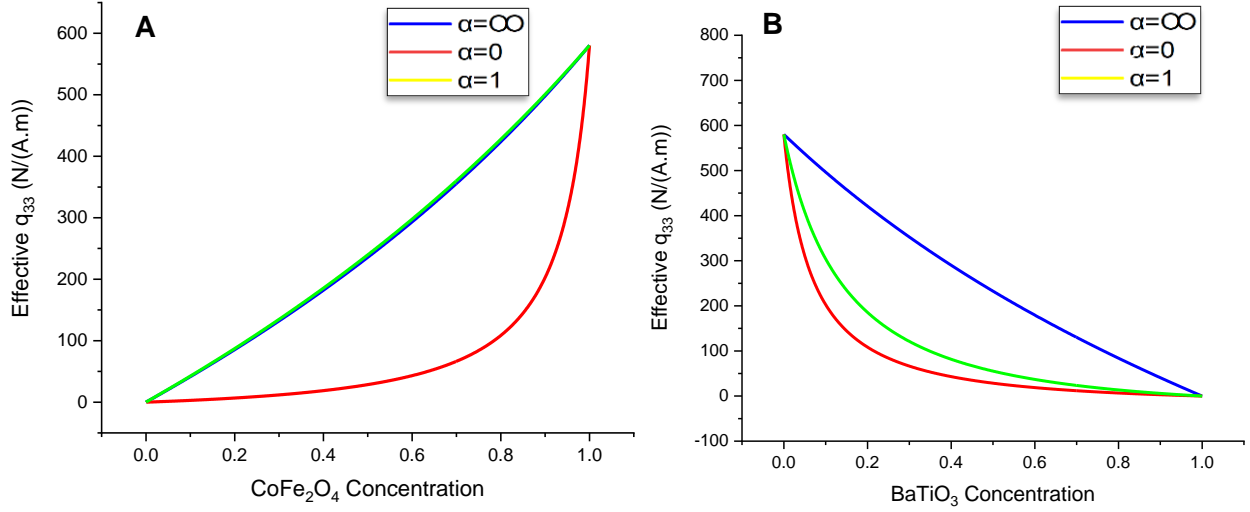 A
α=∞
α=0
α=1
Effective q₃₃ (N/(A.m))
600
500
400
300
200
100
0
0.0 0.2 0.4 0.6 0.8 1.0
CoFe₂O₄ Concentration
B
α=∞
α=0
α=1
Effective q₃₃ (N/(A.m))
800
700
600
500
400
300
200
100
0
-100
0.0 0.2 0.4 0.6 0.8 1.0
BaTiO₃ Concentration